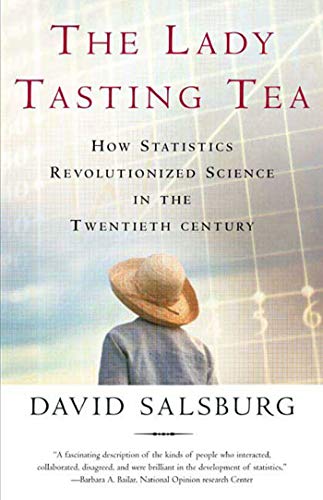 THE LADY
TASTING TEA
HOW STATISTICS
REVOLUTIONIZED SCIENCE
IN THE
TWENTIETH CENTURY
DAVID SALSBURG
"A fascinating description of the kinds of people who interacted,
collaborated, disagreed, and were brilliant in the development of statistics."
—Barbara A. Bailar, National Opinion research Center